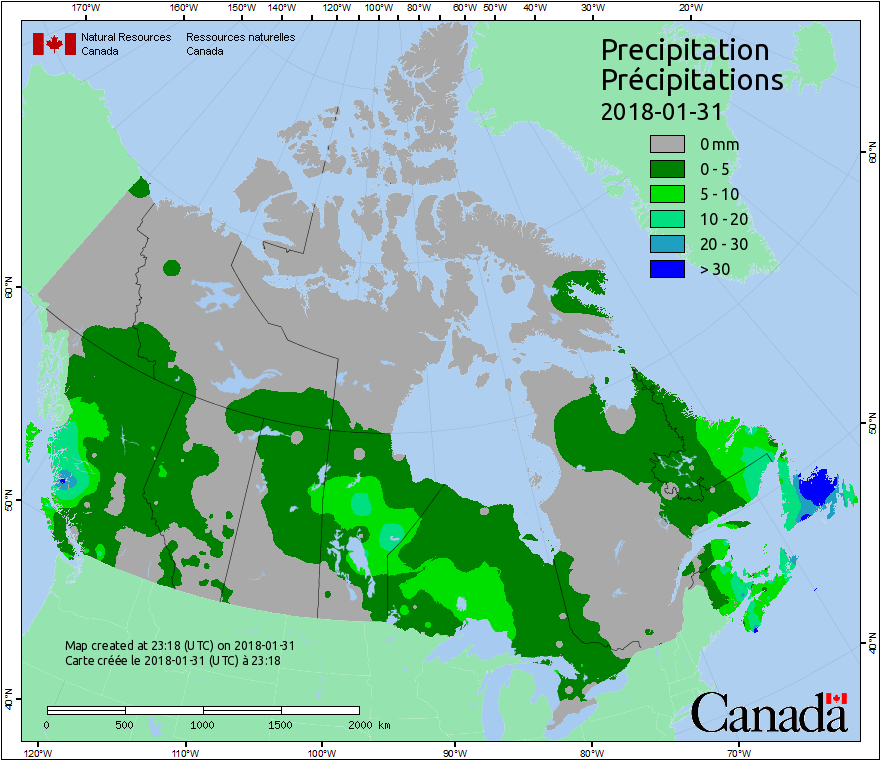 170°W 160°W 150°W 140°W 120°W 100°W 80°W 60°W 50°W 40°W 30°W 20°W
Natural Resources Ressources naturelles
Canada Canada
Precipitation
Précipitations
2018-01-31
0 mm
0 - 5
5 - 10
10 - 20
20 - 30
> 30
60°N
60°N
50°N
50°N
40°N
40°N
Map created at 23:18 (UTC) on 2018-01-31
Carte créée le 2018-01-31 (UTC) à 23:18
0 500 1000 1500 2000 km
Canada
120°W 110°W 100°W 90°W 80°W 70°W